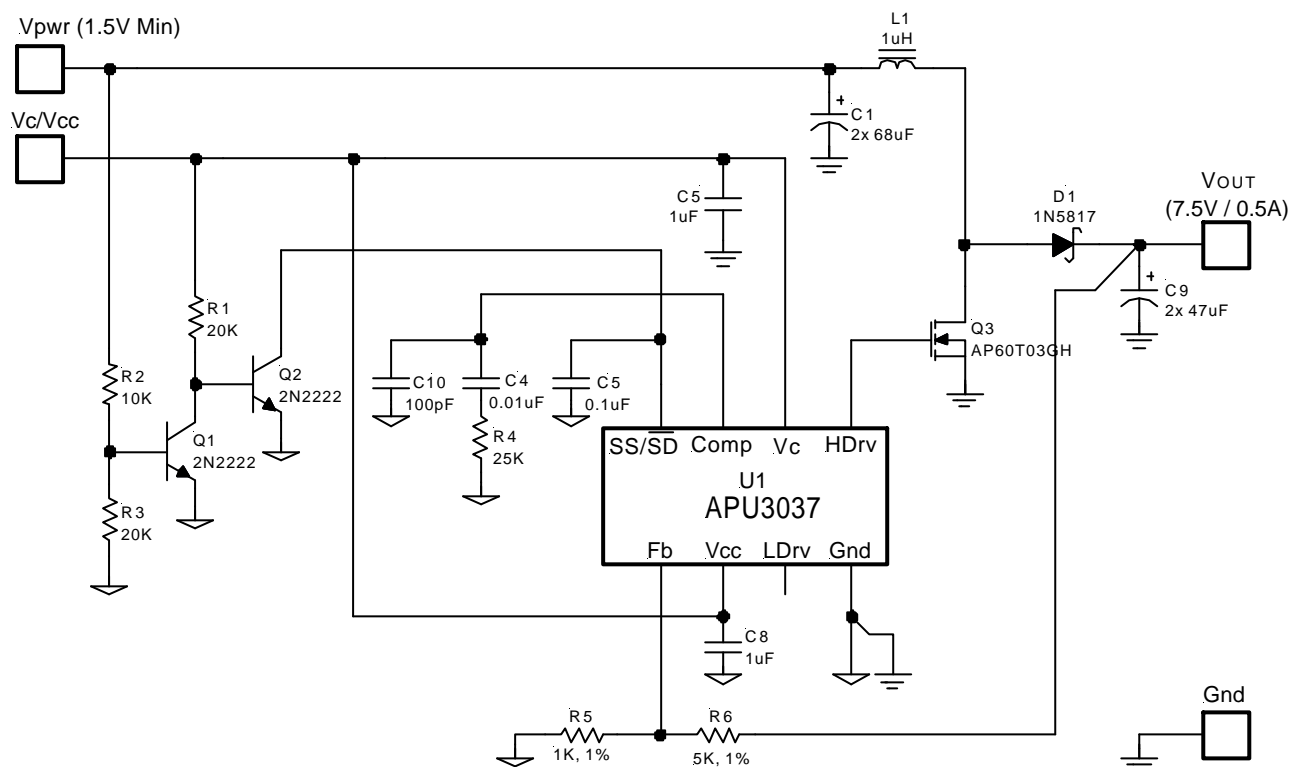 Vpwr (1.5V Min)
L1
1uH
C1
2x 68uF
Vc/Vcc
C5
1uF
VOUT
(7.5V / 0.5A)
D1
1N5817
C9
2x 47uF
R1
20K
Q3
AP60T03GH
R2
10K
Q2
2N2222
C10
100pF
C4
0.01uF
C5
0.1uF
R4
25K
Q1
2N2222
SS/SD Comp Vc HDrv
U1
APU3037
R3
20K
Fb Vcc LDrv Gnd
C8
1uF
Gnd
R5
1K, 1%
R6
5K, 1%